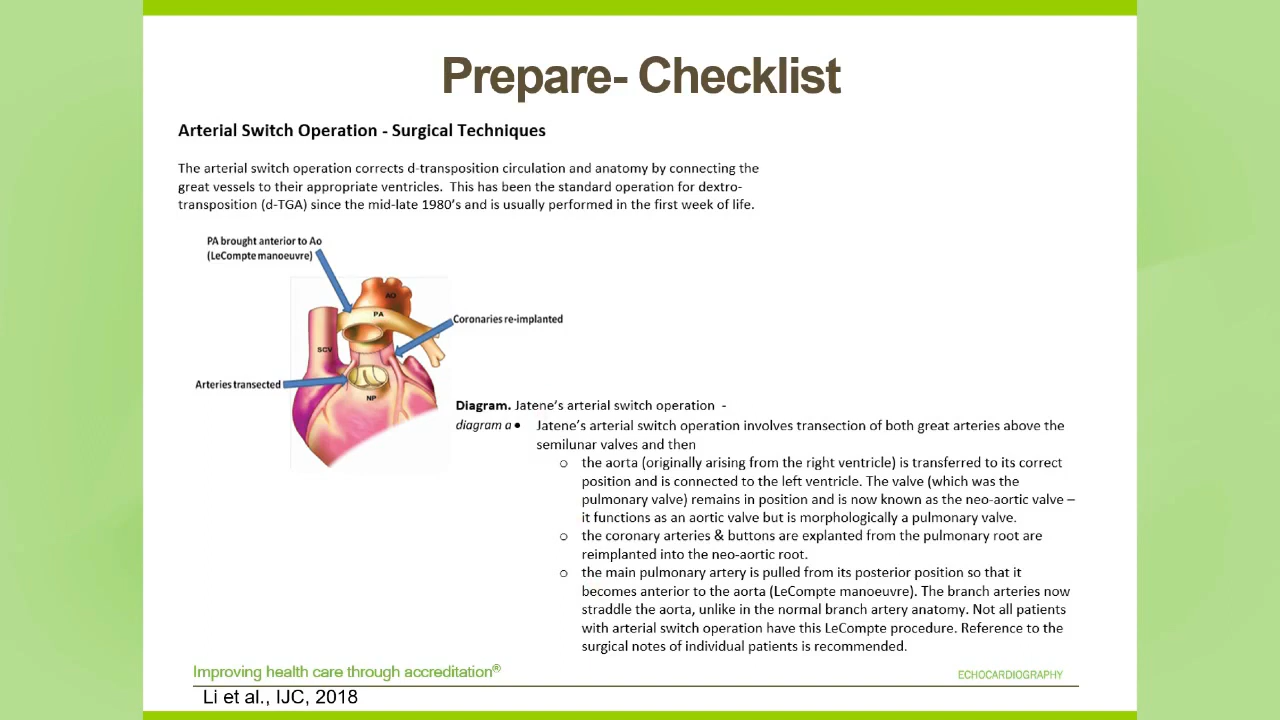 Prepare- Checklist
Arterial Switch Operation - Surgical Techniques
The arterial switch operation corrects d-transposition circulation and anatomy by connecting the
great vessels to their appropriate ventricles.  This has been the standard operation for dextro-
transposition (d-TGA) since the mid-late 1980's and is usually performed in the first week of life.
PA brought anterior to Ao
(LeCompte manoeuvre)
AO
PA
Coronaries re-implanted
SCV
Arteries transected
NP
Diagram. Jatene's arterial switch operation -
diagram a • Jatene's arterial switch operation involves transection of both great arteries above the
semilunar valves and then
o the aorta (originally arising from the right ventricle) is transferred to its correct
position and is connected to the left ventricle. The valve (which was the
pulmonary valve) remains in position and is now known as the neo-aortic valve –
it functions as an aortic valve but is morphologically a pulmonary valve.
o the coronary arteries & buttons are explanted from the pulmonary root are
reimplanted into the neo-aortic root.
o the main pulmonary artery is pulled from its posterior position so that it
becomes anterior to the aorta (LeCompte manoeuvre). The branch arteries now
straddle the aorta, unlike in the normal branch artery anatomy. Not all patients
with arterial switch operation have this LeCompte procedure. Reference to the
surgical notes of individual patients is recommended.
Improving health care through accreditation®
ECHOCARDIOGRAPHY
Li et al., IJC, 2018